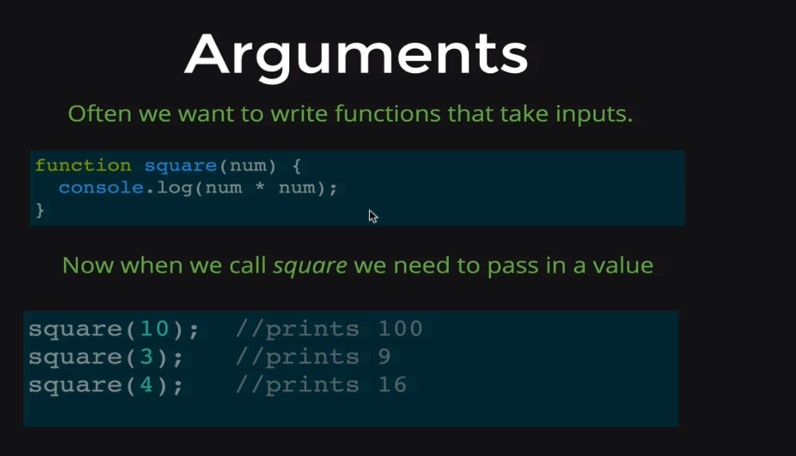 Arguments
Often we want to write functions that take inputs.
function square(num) {
  console.log(num * num);
}
Now when we call square we need to pass in a value
square(10);  //prints 100
square(3);   //prints 9
square(4);   //prints 16